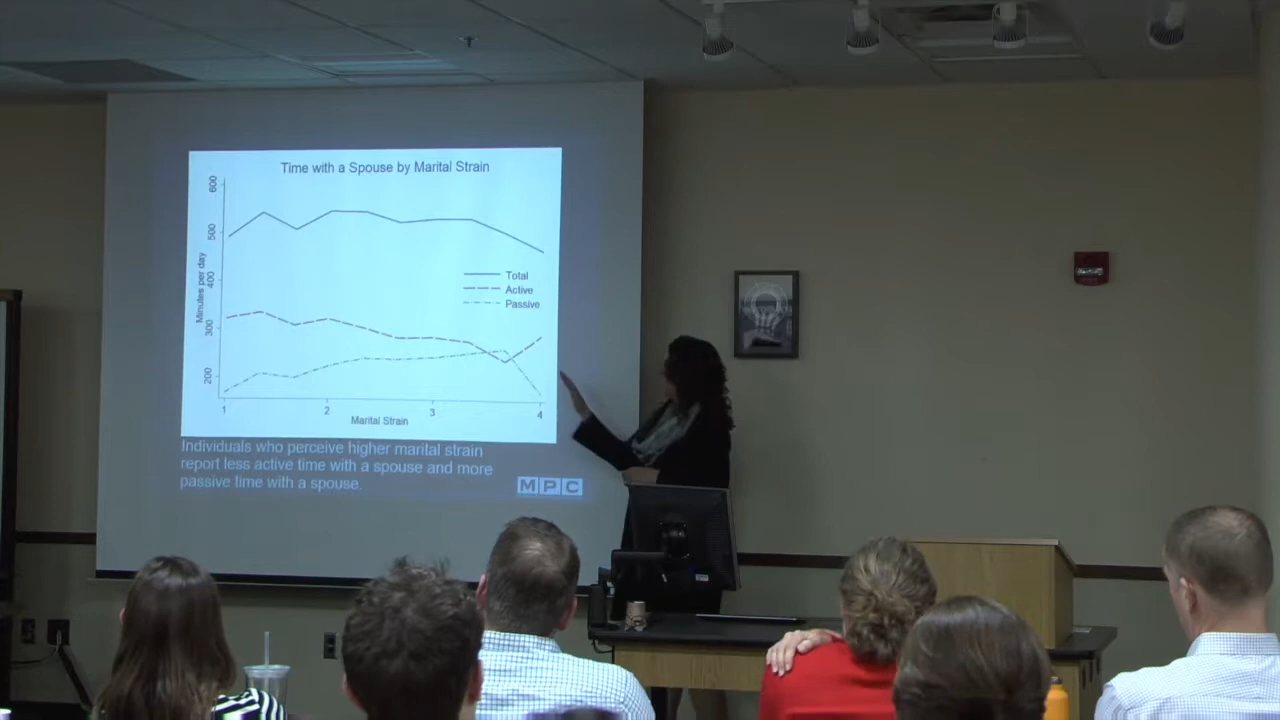 Time with a Spouse by Marital Strain
600
500
400
300
200
Minutes per day
Total
Active
Passive
1
2
3
4
Marital Strain
Individuals who perceive higher marital strain
report less active time with a spouse and more
passive time with a spouse.
MPC